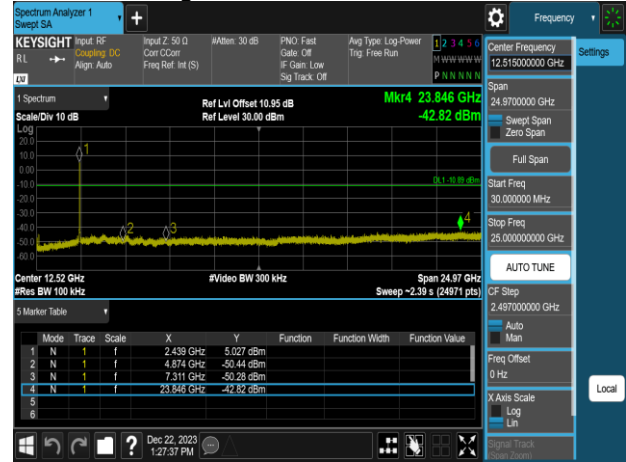 Spectrum Analyzer 1
Swept SA
+
Frequency
KEYSIGHT
Input: RF
Coupling: DC
Align: Auto
Input Z: 50 Ω
Corr CCorr
Freq Ref: Int (S)
#Atten: 30 dB
PNO: Fast
Gate: Off
IF Gain: Low
Sig Track: Off
Avg Type: Log-Power
Trig: Free Run
1 2 3 4 5 6
M W W W W W
P N N N N N
RL
LXI
Center Frequency
12.515000000 GHz
Settings
Span
24.9700000 GHz
Swept Span
Zero Span
Full Span
Start Freq
30.000000 MHz
Stop Freq
25.000000000 GHz
AUTO TUNE
CF Step
2.497000000 GHz
Auto
Man
Freq Offset
0 Hz
X Axis Scale
Log
Lin
Signal Track
(Span Zoom)
Local
1 Spectrum
Scale/Div 10 dB
Ref Lvl Offset 10.95 dB
Ref Level 30.00 dBm
Mkr4 23.846 GHz
-42.82 dBm
Log
20.0
10.0
0.00
-10.0
-20.0
-30.0
-40.0
-50.0
-60.0
1
2
3
4
Center 12.52 GHz
#Res BW 100 kHz
#Video BW 300 kHz
Span 24.97 GHz
Sweep ~2.39 s (24971 pts)
5 Marker Table
Mode Trace Scale X Y Function Function Width Function Value
1 N 1 f 2.439 GHz 5.027 dBm
2 N 1 f 4.874 GHz -50.44 dBm
3 N 1 f 7.311 GHz -50.28 dBm
4 N 1 f 23.846 GHz -42.82 dBm
5
6
?
Dec 22, 2023
1:27:37 PM